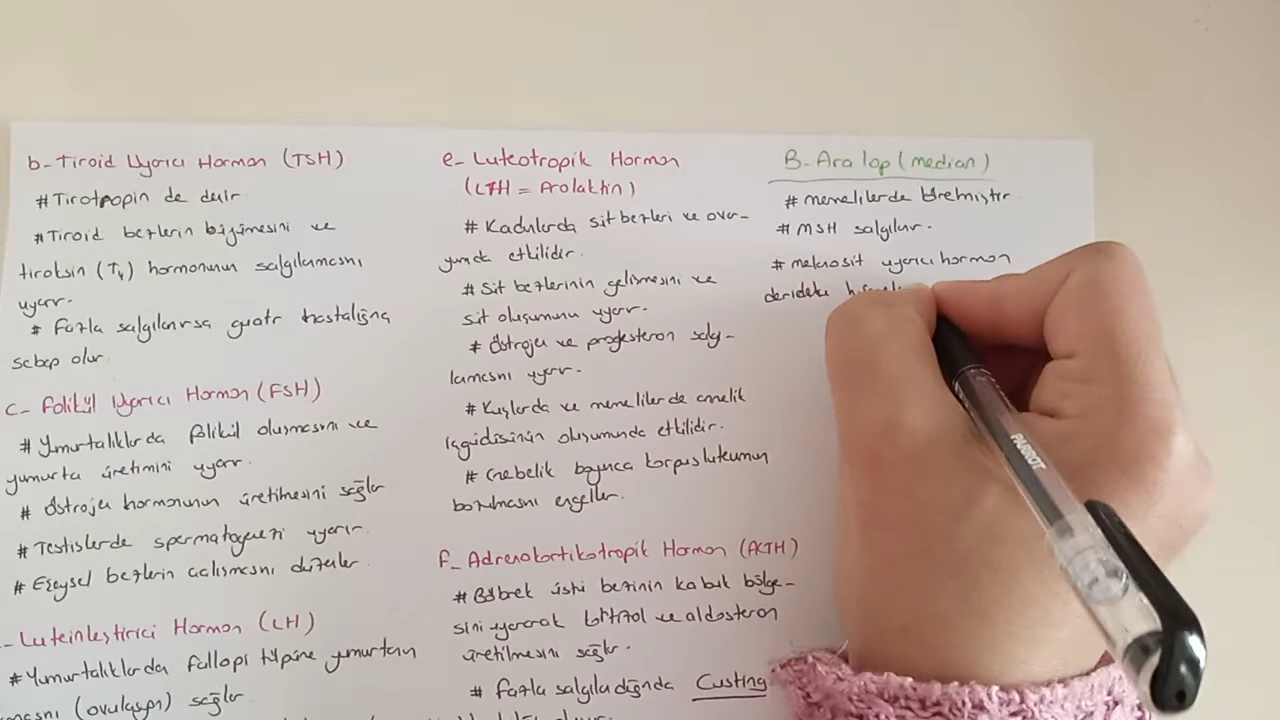 b- Tiroid Uyarıcı Hormon (TSH)
# Tirotropin de denir
# Tiroid bezlerin büyümesini ve
tiroksin (T4) hormonunun salgılanmasını
uyarır.
# Fazla salgılanırsa guatr hastalığına
sebep olur.
c- Folikül Uyarıcı Hormon (FSH)
# Yumurtalıklarda folikül oluşmasını ve
yumurta üretimini uyarır.
# Östrojen hormonunun üretilmesini sağlar
# Testislerde spermatogenezi uyarır.
# Eşeysel bezlerin çalışmasını düzenler.
- Luteinleştirici Hormon (LH)
# Yumurtalıklarda fallopi tüpüne yumurtanın
(ovulasyon) sağlar
e- Luteotropik Hormon
(LTH = Prolaktin)
# Kadınlarda süt bezleri ve over-
yumda etkilidir.
# Süt bezlerinin gelişmesini ve
süt oluşumunu uyarır.
# Östrojen ve progesteron salgı-
lanmasını uyarır.
# Kuşlarda ve memelilerde annelik
içgüdüsünün oluşumunda etkilidir.
# Gebelik boyunca korpus luteumun
bozulmasını engeller.
f- Adrenokortikotropik Hormon (ACTH)
# Böbrek üstü bezinin kabuk bölge-
sini uyararak kortizol ve aldosteron
üretilmesini sağlar.
# Fazla salgıladığında Custing
B- Ara lop (median)
# memelilerde körelmiştir.
# MSH salgılar.
# melanosit uyarıcı hormon
derideki
PARROT